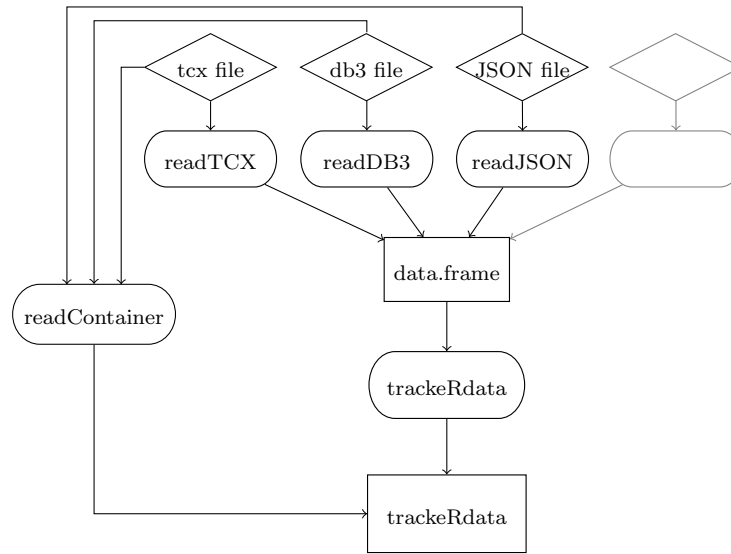 tcx file
db3 file
JSON file
readTCX
readDB3
readJSON
data.frame
readContainer
trackeRdata
trackeRdata